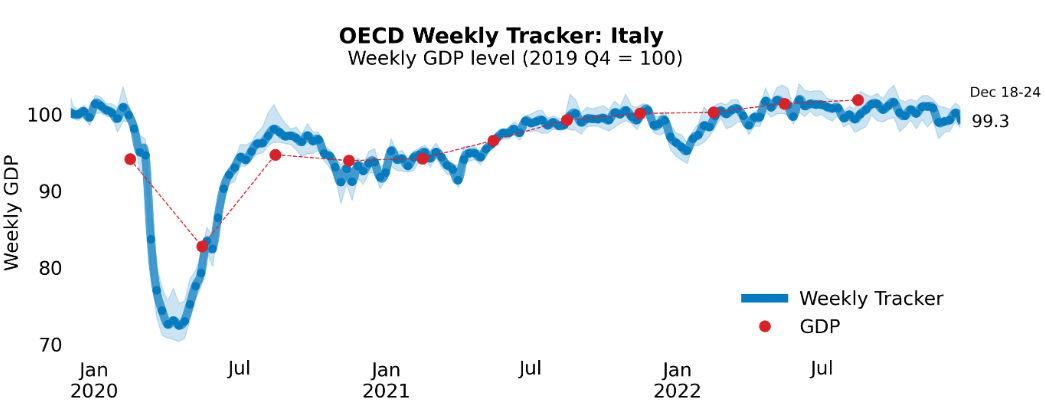 OECD Weekly Tracker: Italy
Weekly GDP level (2019 Q4 = 100)
Weekly GDP
100
90
80
70
Dec 18-24
99.3
Weekly Tracker
GDP
Jan
2020
Jul
Jan
2021
Jul
Jan
2022
Jul